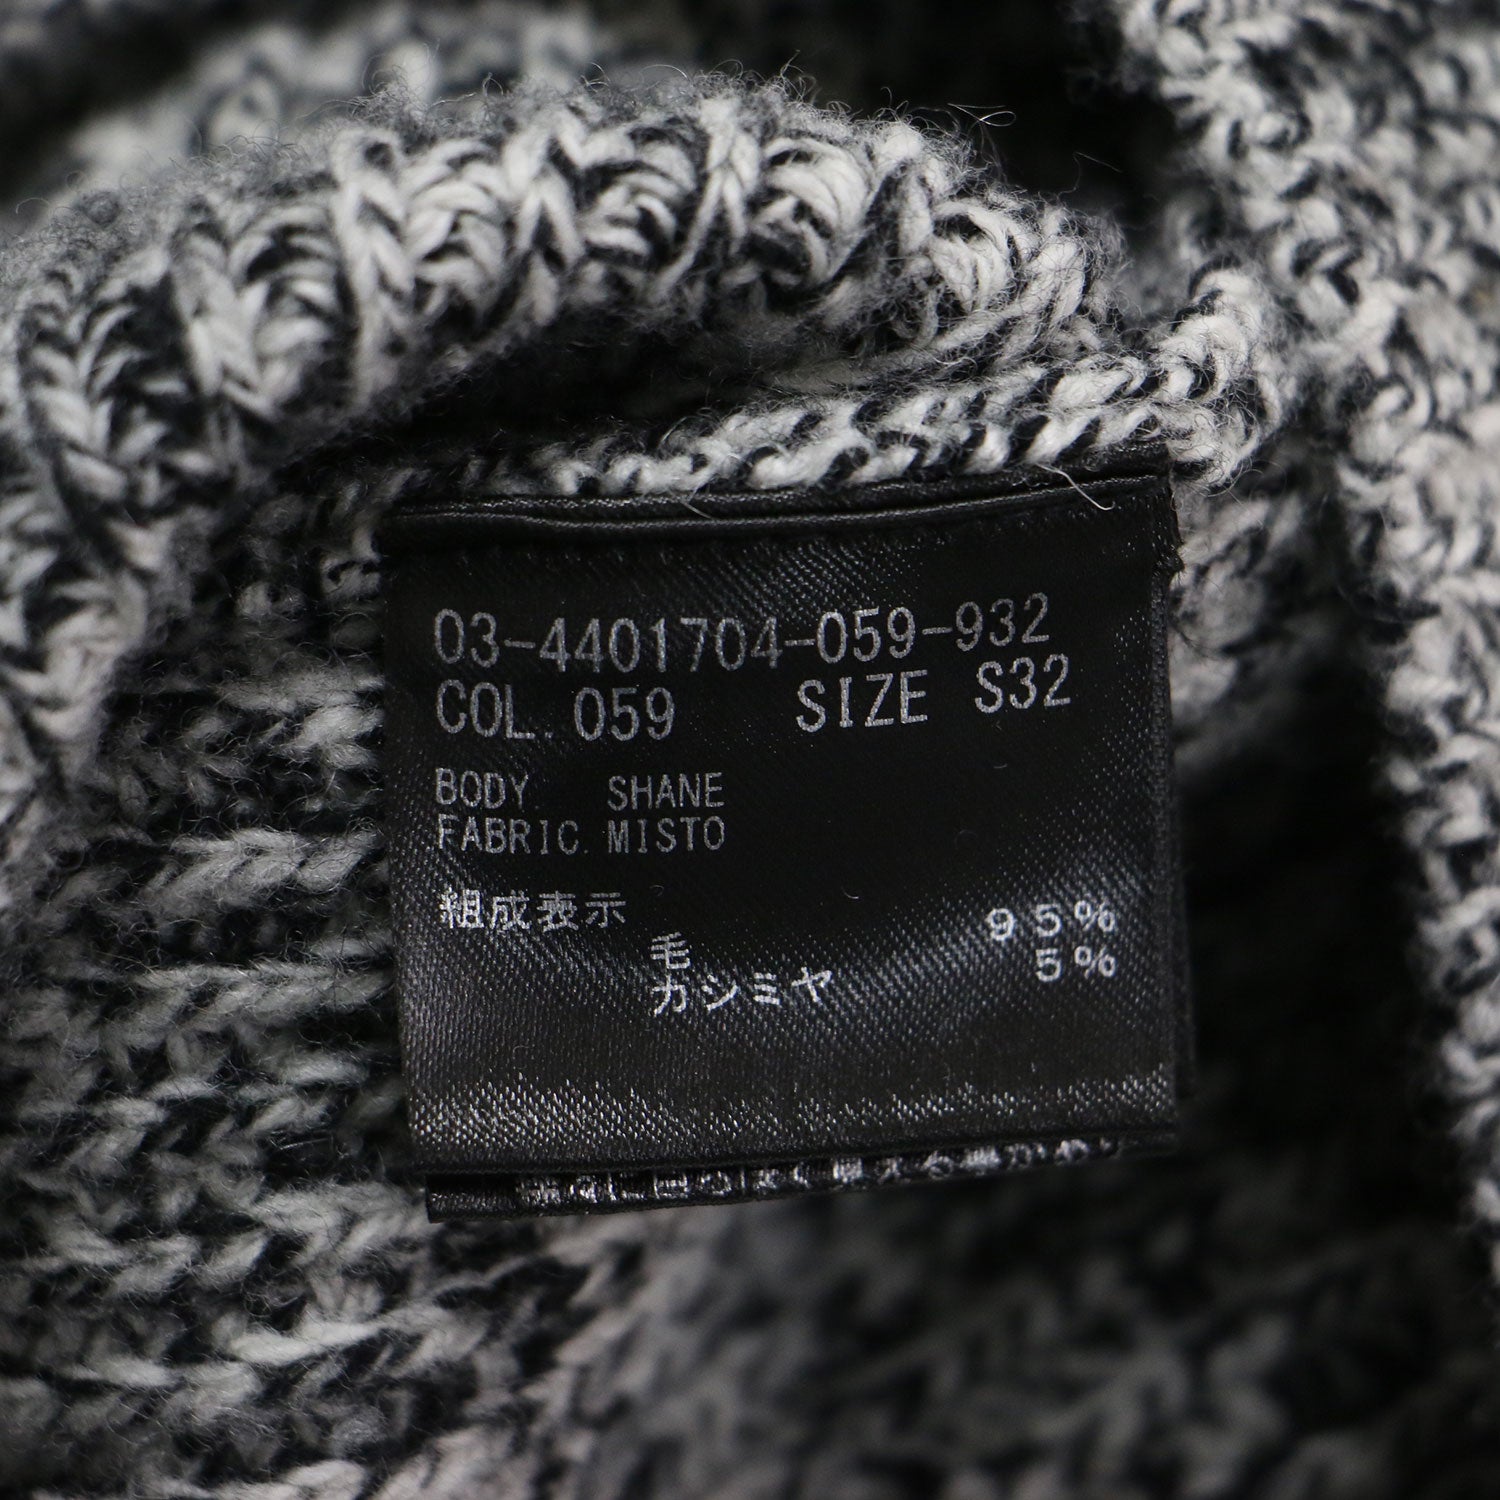 03-4401704-059-932
COL. 059 SIZE S32
BODY. SHANE
FABRIC. MISTO
組成表示
毛 95%
カシミヤ 5%